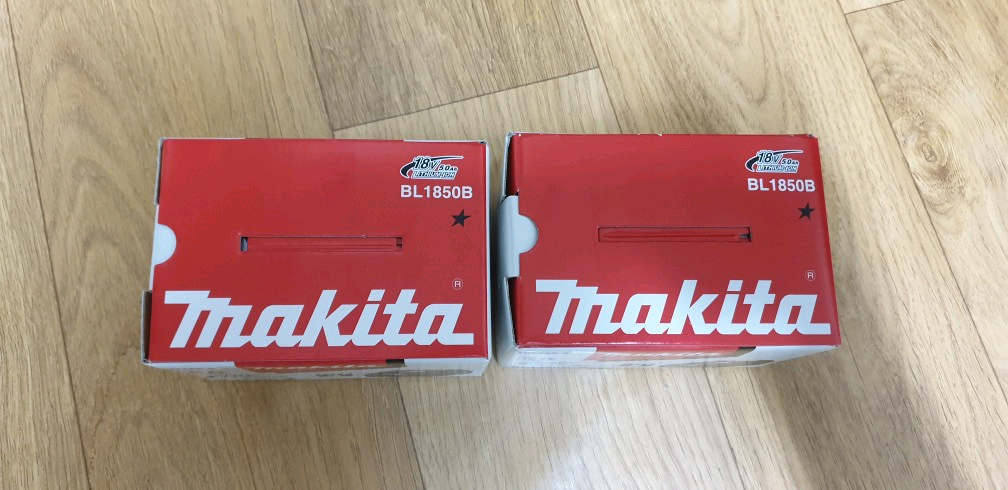 18V 5.0Ah
LITHIUM-ION
BL1850B
makita®
18V 5.0Ah
LITHIUM-ION
BL1850B
makita®